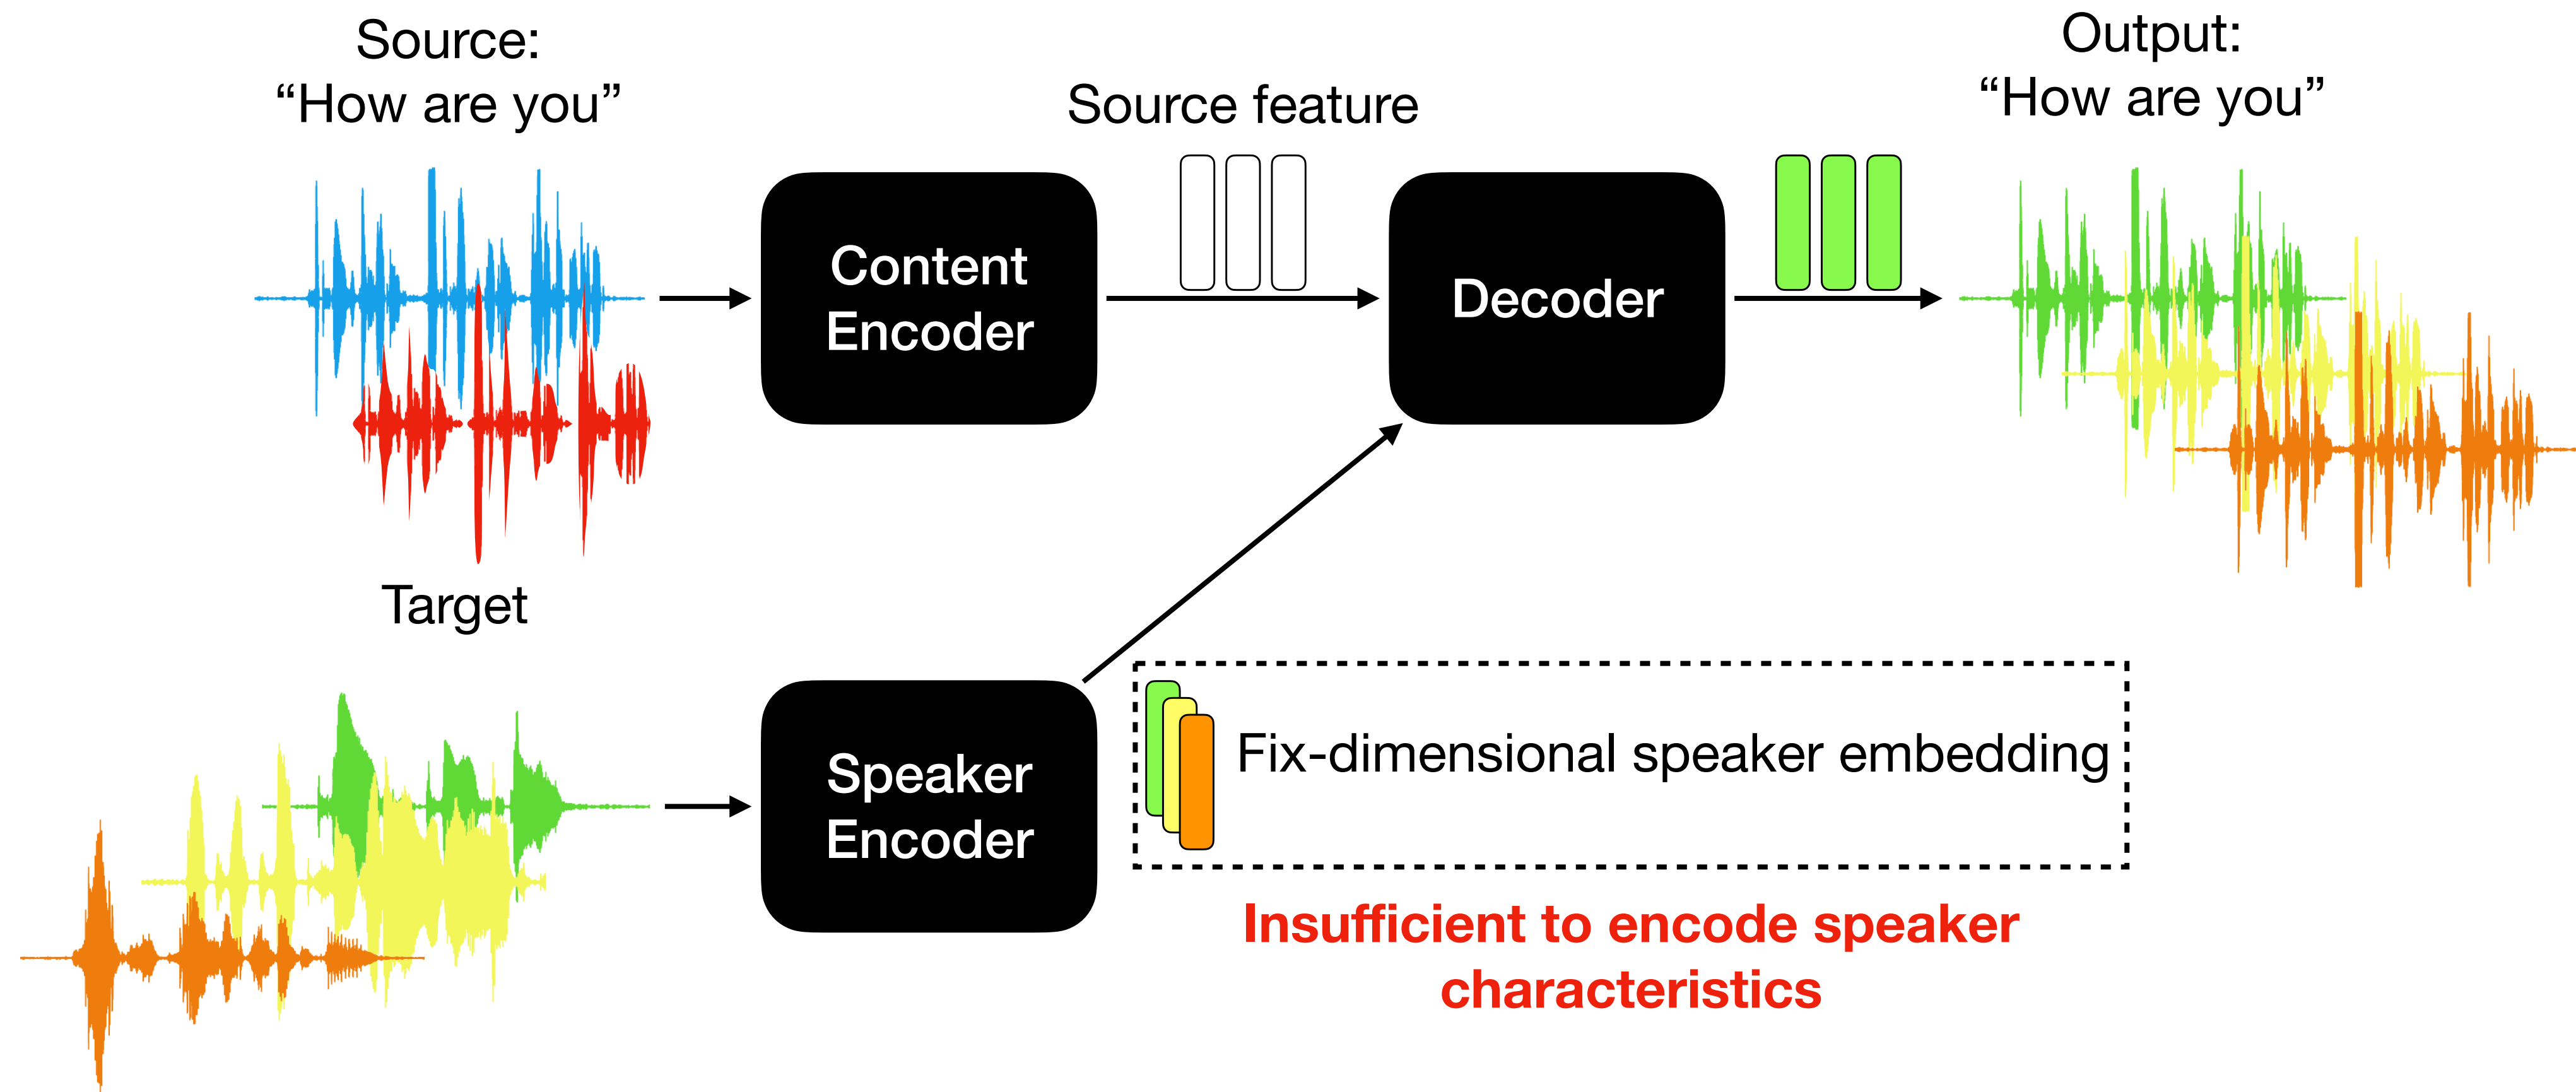 Source:
“How are you”
Source feature
Output:
“How are you”
Content
Encoder
Decoder
Target
Speaker
Encoder
Fix-dimensional speaker embedding
Insufficient to encode speaker
characteristics